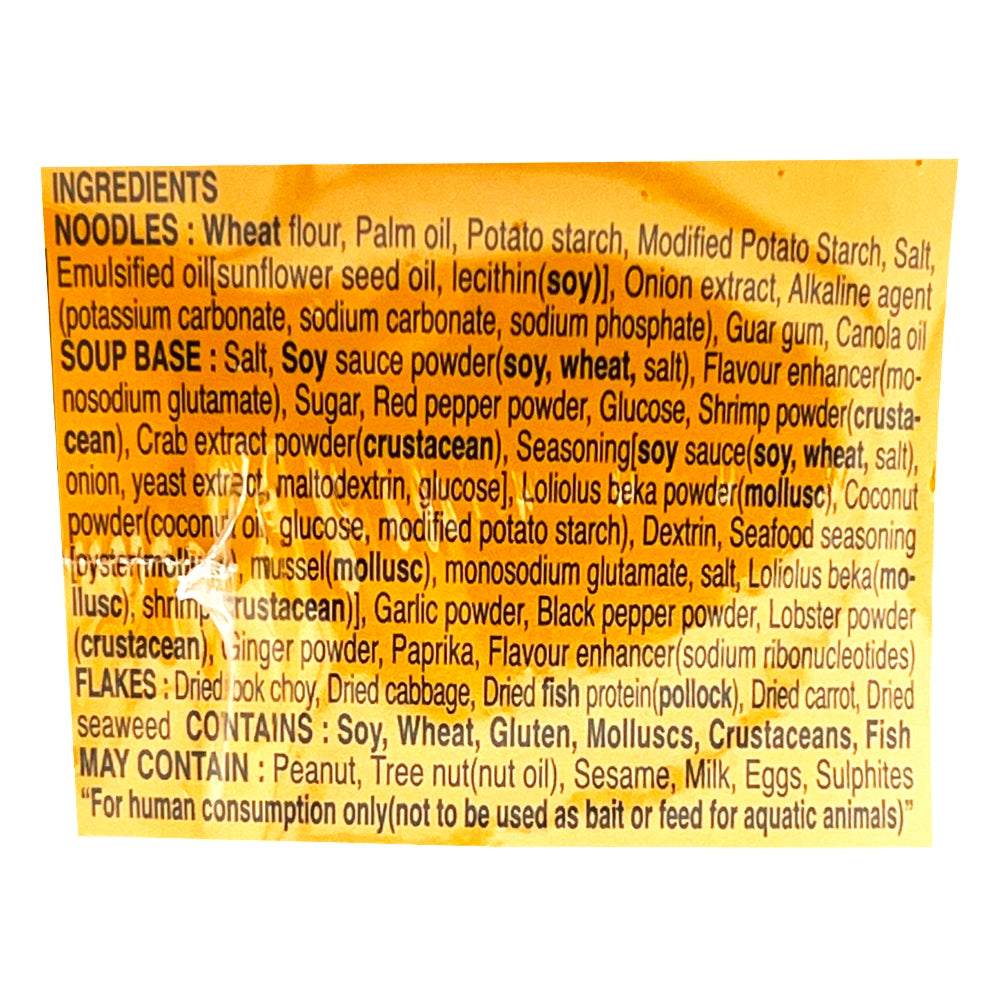 INGREDIENTS
NOODLES : Wheat flour, Palm oil, Potato starch, Modified Potato Starch, Salt,
Emulsified oil[sunflower seed oil, lecithin(soy)], Onion extract, Alkaline agent
(potassium carbonate, sodium carbonate, sodium phosphate), Guar gum, Canola oil
SOUP BASE : Salt, Soy sauce powder(soy, wheat, salt), Flavour enhancer(mo-
nosodium glutamate), Sugar, Red pepper powder, Glucose, Shrimp powder(crusta-
cean), Crab extract powder(crustacean), Seasoning[soy sauce(soy, wheat, salt),
onion, yeast extract, maltodextrin, glucose], Loliolus beka powder(mollusc), Coconut
powder(coconut oil, glucose, modified potato starch), Dextrin, Seafood seasoning
[oyster(mollusc), mussel(mollusc), monosodium glutamate, salt, Loliolus beka(mo-
llusc), shrimp(crustacean)], Garlic powder, Black pepper powder, Lobster powder
(crustacean), Ginger powder, Paprika, Flavour enhancer(sodium ribonucleotides)
FLAKES : Dried bok choy, Dried cabbage, Dried fish protein(pollock), Dried carrot, Dried
seaweed CONTAINS : Soy, Wheat, Gluten, Molluscs, Crustaceans, Fish
MAY CONTAIN : Peanut, Tree nut(nut oil), Sesame, Milk, Eggs, Sulphites
“For human consumption only(not to be used as bait or feed for aquatic animals)”